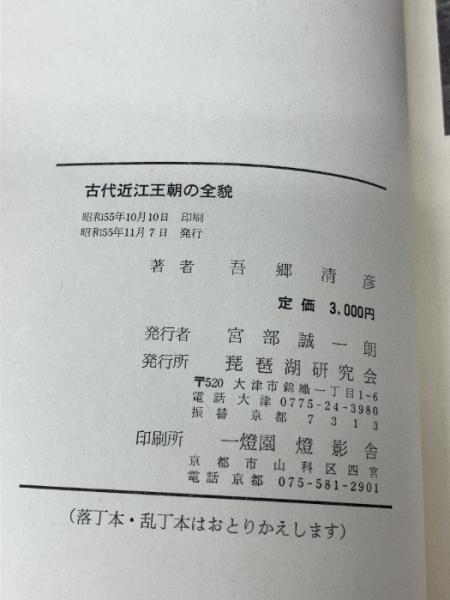 古代近江王朝の全貌
昭和55年10月10日 印刷
昭和55年11月7日 発行
著者 吾郷清彦
定価 3,000円
発行者 宮部誠一朗
発行所 琵琶湖研究会
〒520 大津市錦織一丁目1-6
電話 大津 0775-24-3980
振替 京都 7313
印刷所 一燈園 燈影舎
京都市山科区四宮
電話 京都 075-581-2901
(落丁本・乱丁本はおとりかえします)